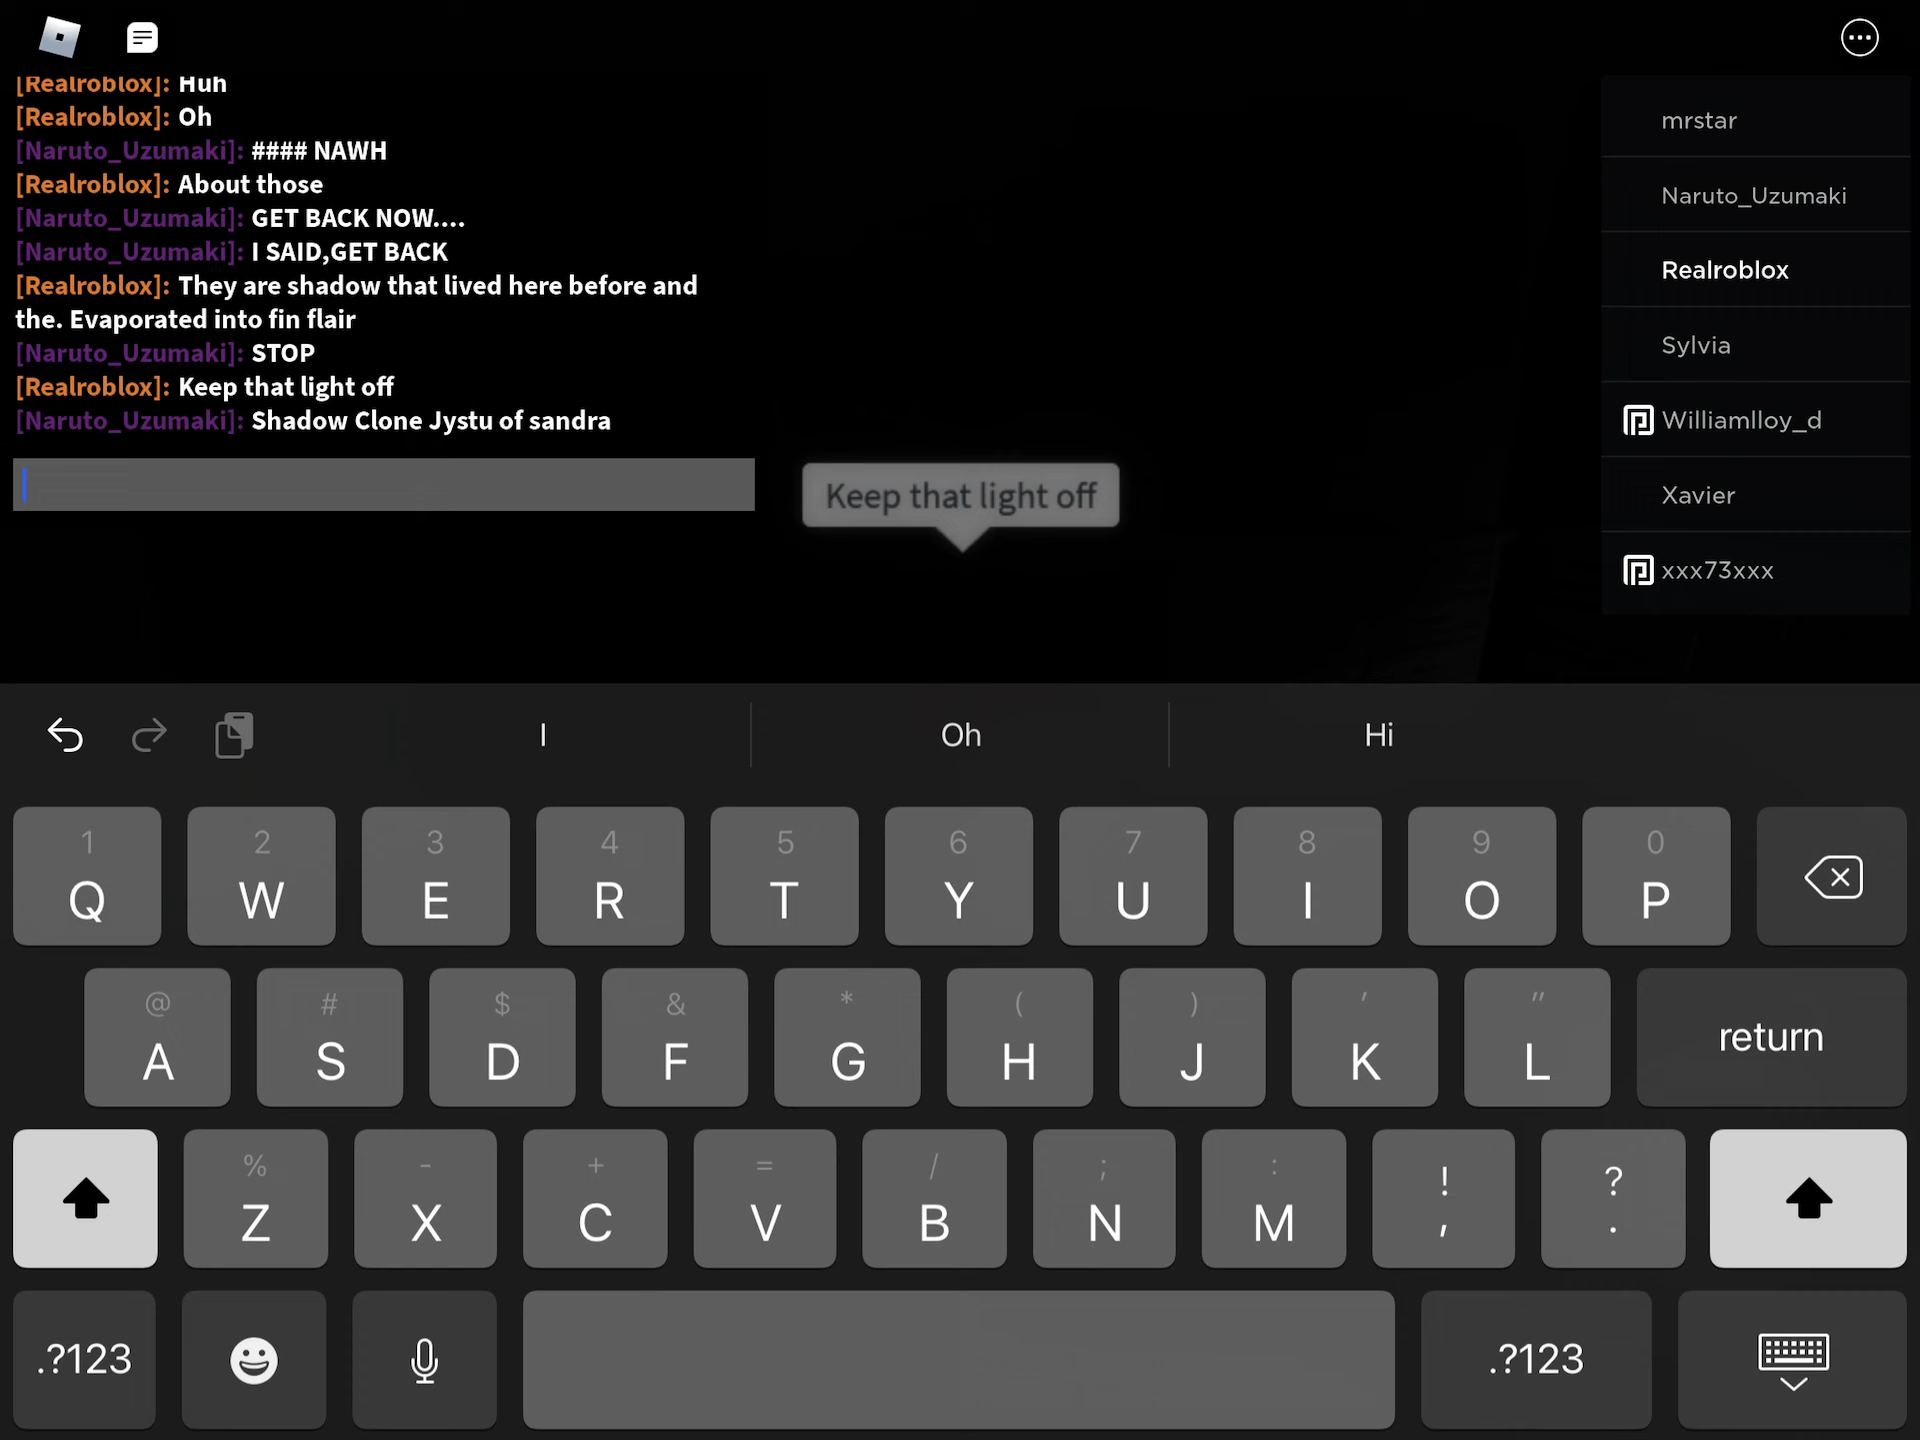 [Realroblox]: Huh
[Realroblox]: Oh
[Naruto_Uzumaki]: #### NAWH
[Realroblox]: About those
[Naruto_Uzumaki]: GET BACK NOW....
[Naruto_Uzumaki]: I SAID,GET BACK
[Realroblox]: They are shadow that lived here before and
the. Evaporated into fin flair
[Naruto_Uzumaki]: STOP
[Realroblox]: Keep that light off
[Naruto_Uzumaki]: Shadow Clone Jystu of sandra
Keep that light off
mrstar
Naruto_Uzumaki
Realroblox
Sylvia
Williamlloy_d
Xavier
xxx73xxx
I Oh Hi
1 2 3 4 5 6 7 8 9 0
Q W E R T Y U I O P
@ # $ & * ( ) ' "
A S D F G H J K L return
% - + = / ; : ! ?
Z X C V B N M , .
.?123 .?123